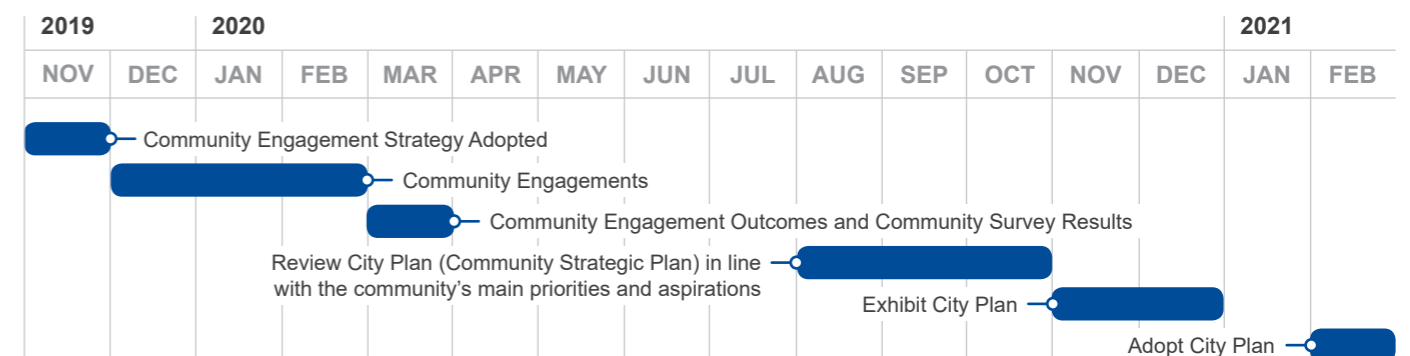 2019 2020 2021
NOV DEC JAN FEB MAR APR MAY JUN JUL AUG SEP OCT NOV DEC JAN FEB
Community Engagement Strategy Adopted
Community Engagements
Community Engagement Outcomes and Community Survey Results
Review City Plan (Community Strategic Plan) in line
with the community’s main priorities and aspirations
Exhibit City Plan
Adopt City Plan